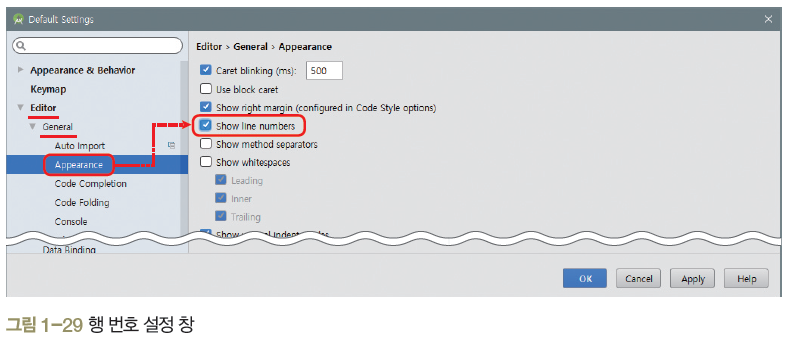 Default Settings
Editor > General > Appearance
Appearance & Behavior
Keymap
Editor
General
Auto Import
Appearance
Code Completion
Code Folding
Console
Data Binding
Caret blinking (ms): 500
Use block caret
Show right margin (configured in Code Style options)
Show line numbers
Show method separators
Show whitespaces
Leading
Inner
Trailing
Show
OK Cancel Apply Help
그림 1-29 행 번호 설정 창